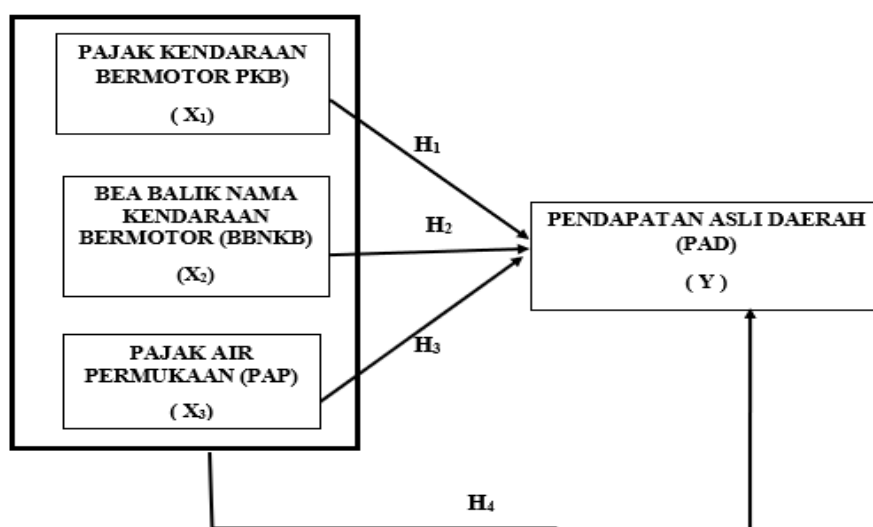 PAJAK KENDARAAN
BERMOTOR PKB)
( X₁)
H₁
BEA BALIK NAMA
KENDARAAN
BERMOTOR (BBNKB)
(X₂)
H₂
PENDAPATAN ASLI DAERAH
(PAD)
( Y )
H₃
PAJAK AIR
PERMUKAAN (PAP)
( X₃)
H₄